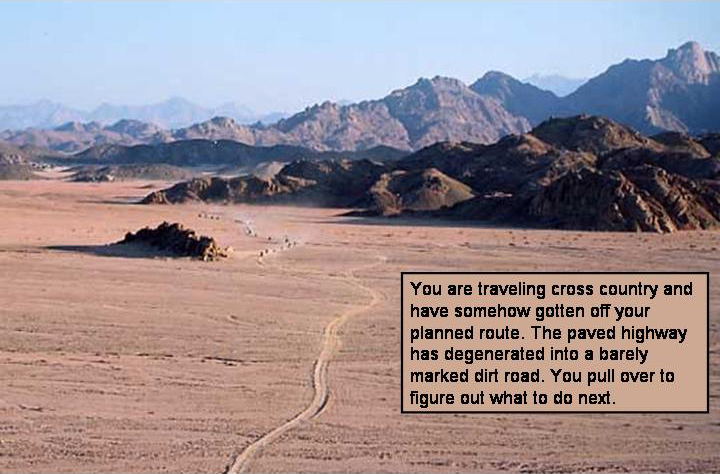 You are traveling cross country and
have somehow gotten off your
planned route. The paved highway
has degenerated into a barely
marked dirt road. You pull over to
figure out what to do next.